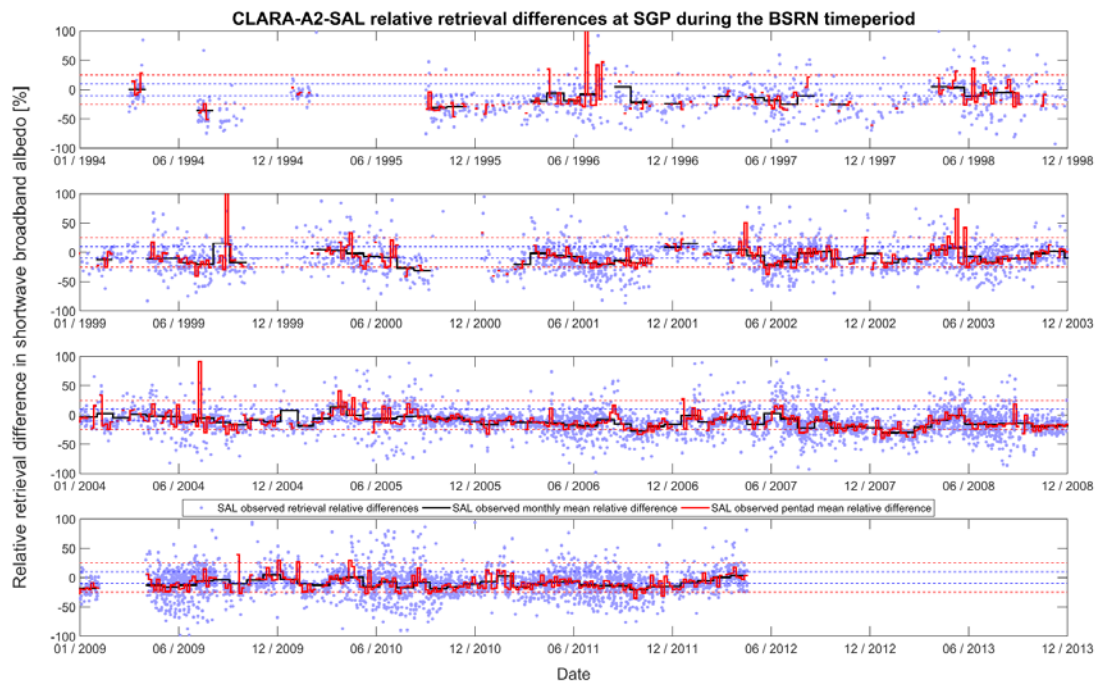 CLARA-A2-SAL relative retrieval differences at SGP during the BSRN timeperiod
Relative retrieval difference in shortwave broadband albedo [%]
100
50
0
-50
-100
01 / 1994 06 / 1994 12 / 1994 06 / 1995 12 / 1995 06 / 1996 12 / 1996 06 / 1997 12 / 1997 06 / 1998 12 / 1998
100
50
0
-50
-100
01 / 1999 06 / 1999 12 / 1999 06 / 2000 12 / 2000 06 / 2001 12 / 2001 06 / 2002 12 / 2002 06 / 2003 12 / 2003
100
50
0
-50
-100
01 / 2004 06 / 2004 12 / 2004 06 / 2005 12 / 2005 06 / 2006 12 / 2006 06 / 2007 12 / 2007 06 / 2008 12 / 2008
SAL observed retrieval relative differences SAL observed monthly mean relative difference SAL observed pentad mean relative difference
100
50
0
-50
-100
01 / 2009 06 / 2009 12 / 2009 06 / 2010 12 / 2010 06 / 2011 12 / 2011 06 / 2012 12 / 2012 06 / 2013 12 / 2013
Date